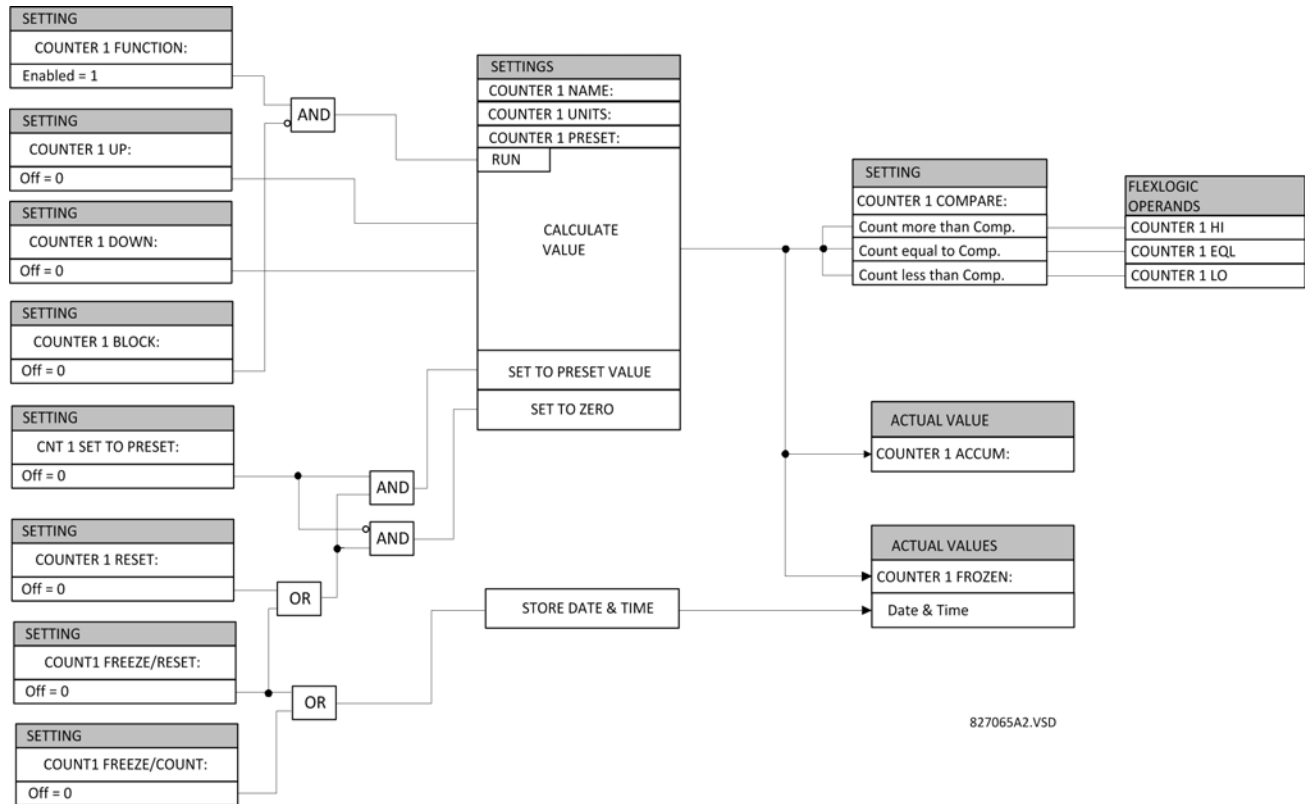 SETTING
COUNTER 1 FUNCTION:
Enabled = 1
SETTING
COUNTER 1 UP:
Off = 0
SETTING
COUNTER 1 DOWN:
Off = 0
SETTING
COUNTER 1 BLOCK:
Off = 0
SETTING
CNT 1 SET TO PRESET:
Off = 0
SETTING
COUNTER 1 RESET:
Off = 0
SETTING
COUNT1 FREEZE/RESET:
Off = 0
SETTING
COUNT1 FREEZE/COUNT:
Off = 0
AND
AND
AND
OR
OR
SETTINGS
COUNTER 1 NAME:
COUNTER 1 UNITS:
COUNTER 1 PRESET:
RUN
CALCULATE
VALUE
SET TO PRESET VALUE
SET TO ZERO
STORE DATE & TIME
SETTING
COUNTER 1 COMPARE:
Count more than Comp.
Count equal to Comp.
Count less than Comp.
FLEXLOGIC
OPERANDS
COUNTER 1 HI
COUNTER 1 EQL
COUNTER 1 LO
ACTUAL VALUE
COUNTER 1 ACCUM:
ACTUAL VALUES
COUNTER 1 FROZEN:
Date & Time
827065A2.VSD